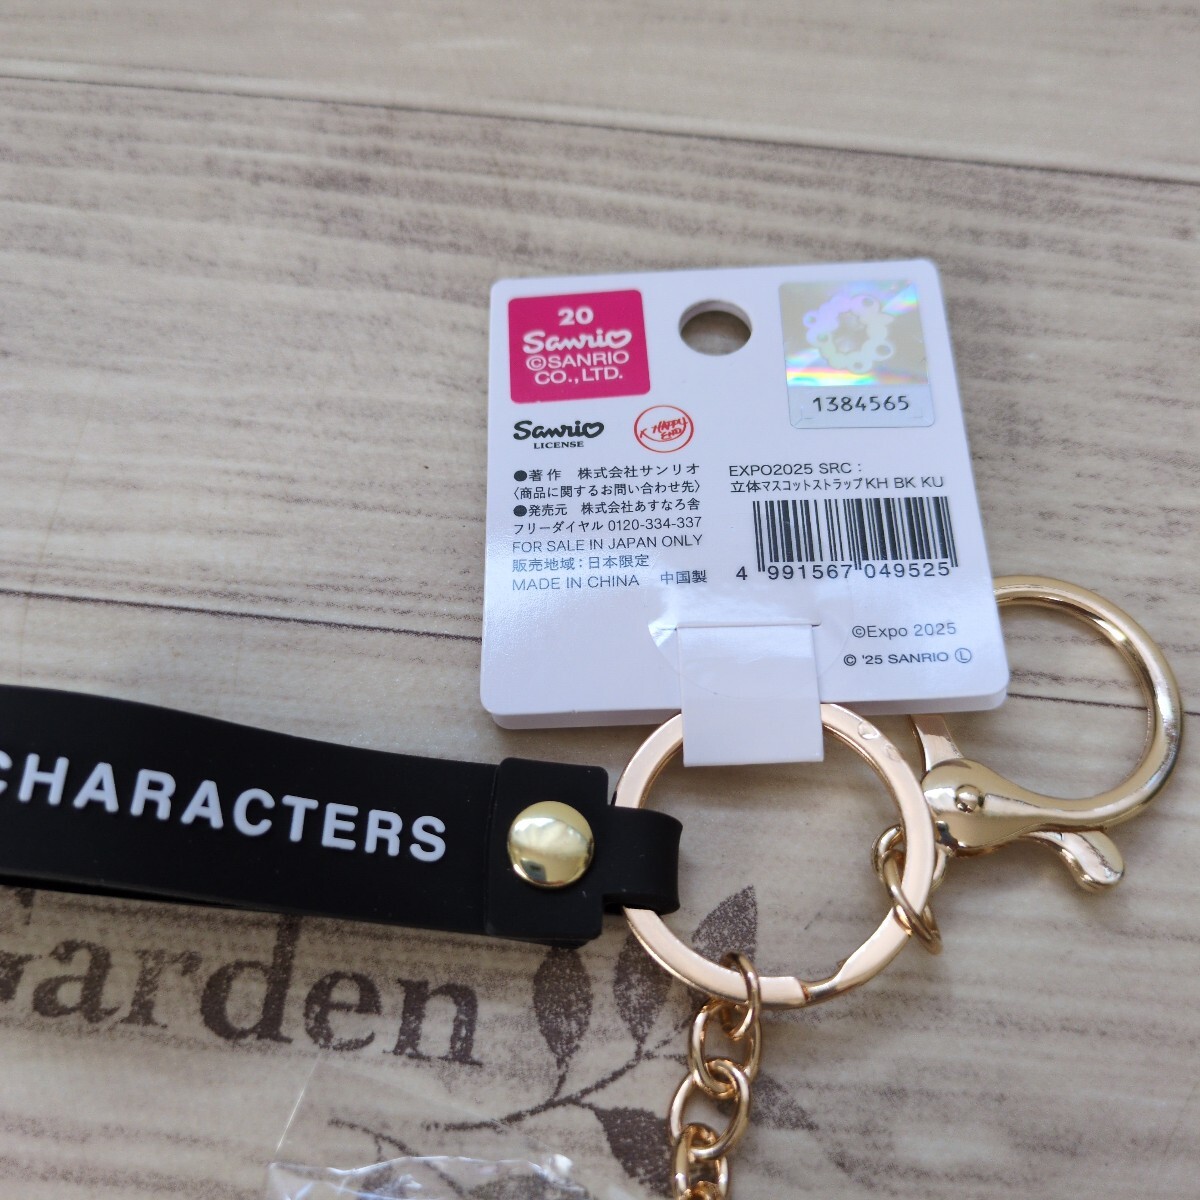 20
Sanrio
©SANRIO
CO.,LTD.
Sanrio
LICENSE
HAPPY
END
1384565
●著作 株式会社サンリオ
〈商品に関するお問い合わせ先〉
●発売元 株式会社あすなろ舎
フリーダイヤル 0120-334-337
FOR SALE IN JAPAN ONLY
販売地域:日本限定
MADE IN CHINA 中国製
EXPO2025 SRC:
立体マスコットストラップKH BK KU
4 991567 049525
©Expo 2025
© '25 SANRIO Ⓛ
CHARACTERS
Garden